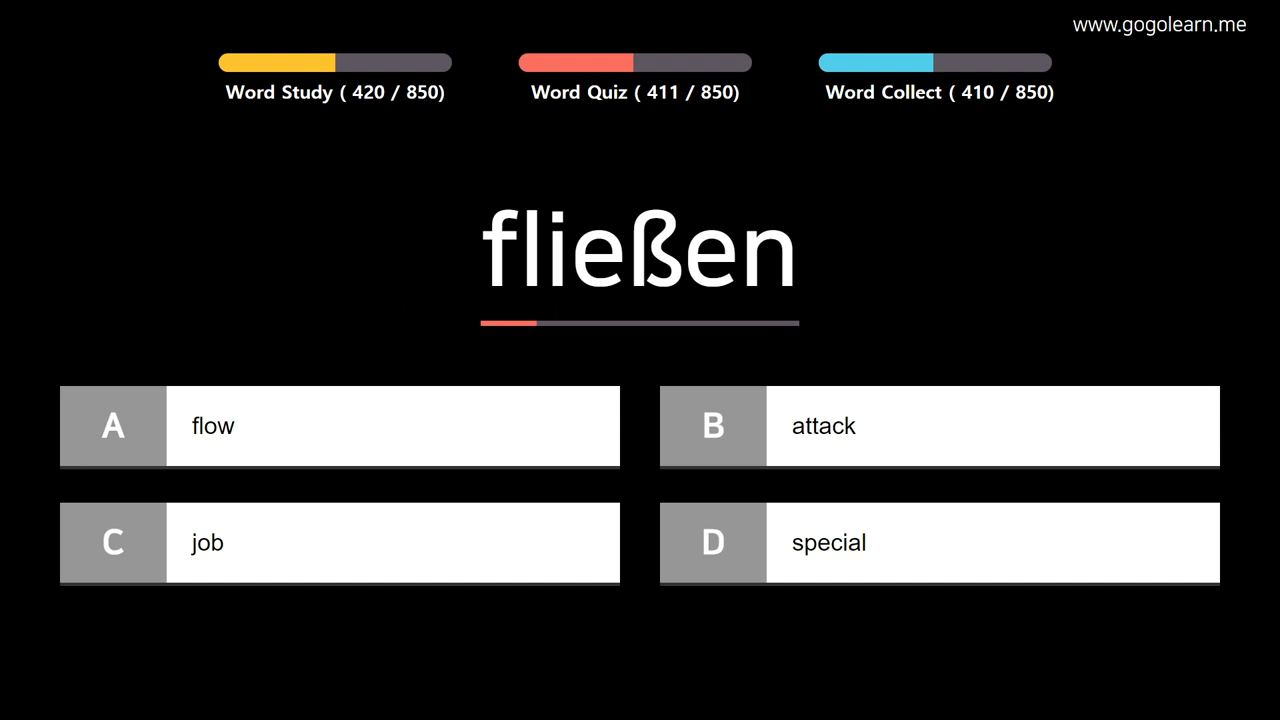 www.gogolearn.me
Word Study ( 420 / 850)
Word Quiz ( 411 / 850)
Word Collect ( 410 / 850)
fließen
A flow
B attack
C job
D special